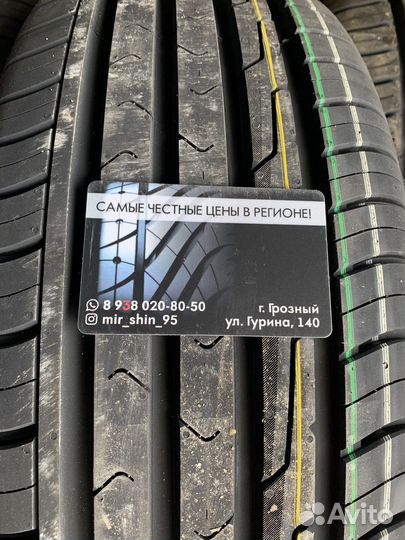 САМЫЕ ЧЕСТНЫЕ ЦЕНЫ В РЕГИОНЕ!
8 938 020-80-50
г. Грозный
mir_shin_95
ул. Гурина, 140
Avito